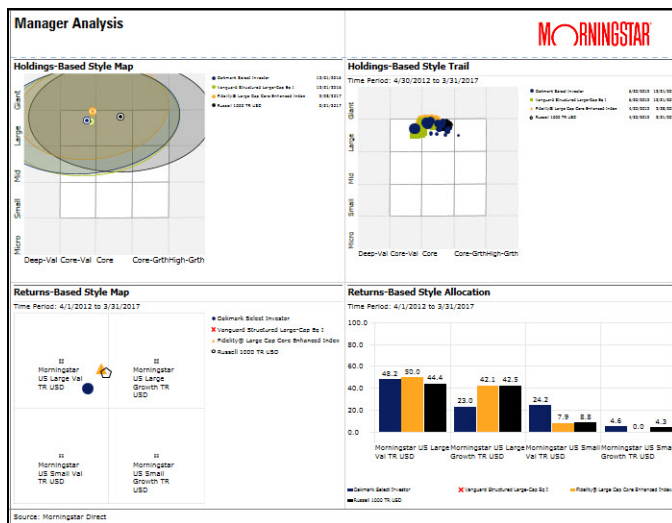 Manager Analysis
MORNINGSTAR
Holdings-Based Style Map
Oakmark Select Investor
Vanguard Structured Large-Cap Eq I
Fidelity® Large Cap Core Enhanced Index
Russell 1000 TR USD
Giant
Large
Mid
Small
Micro
Deep-Val Core-Val Core Core-Grth High-Grth
Holdings-Based Style Trail
Time Period: 4/30/2012 to 3/31/2017
Oakmark Select Investor
Vanguard Structured Large-Cap Eq I
Fidelity® Large Cap Core Enhanced Index
Russell 1000 TR USD
Giant
Large
Mid
Small
Micro
Deep-Val Core-Val Core Core-Grth High-Grth
Returns-Based Style Map
Time Period: 4/1/2012 to 3/31/2017
Oakmark Select Investor
Vanguard Structured Large-Cap Eq I
Fidelity® Large Cap Core Enhanced Index
Russell 1000 TR USD
Morningstar
US Large Val
TR USD
Morningstar
US Large
Growth TR
USD
Morningstar
US Small Val
TR USD
Morningstar
US Small
Growth TR
USD
Returns-Based Style Allocation
Time Period: 4/1/2012 to 3/31/2017
100.0
80.0
60.0
40.0
20.0
0.0
48.2 50.0 44.4
23.0 42.1 42.5
24.2 7.9 8.8
4.6 0.0 4.3
Morningstar US Large
Val TR USD
Morningstar US Large
Growth TR USD
Morningstar US Small
Val TR USD
Morningstar US Sma
Growth TR USD
Oakmark Select Investor
Vanguard Structured Large-Cap Eq I
Fidelity® Large Cap Core Enhanced Index
Russell 1000 TR USD
Source: Morningstar Direct